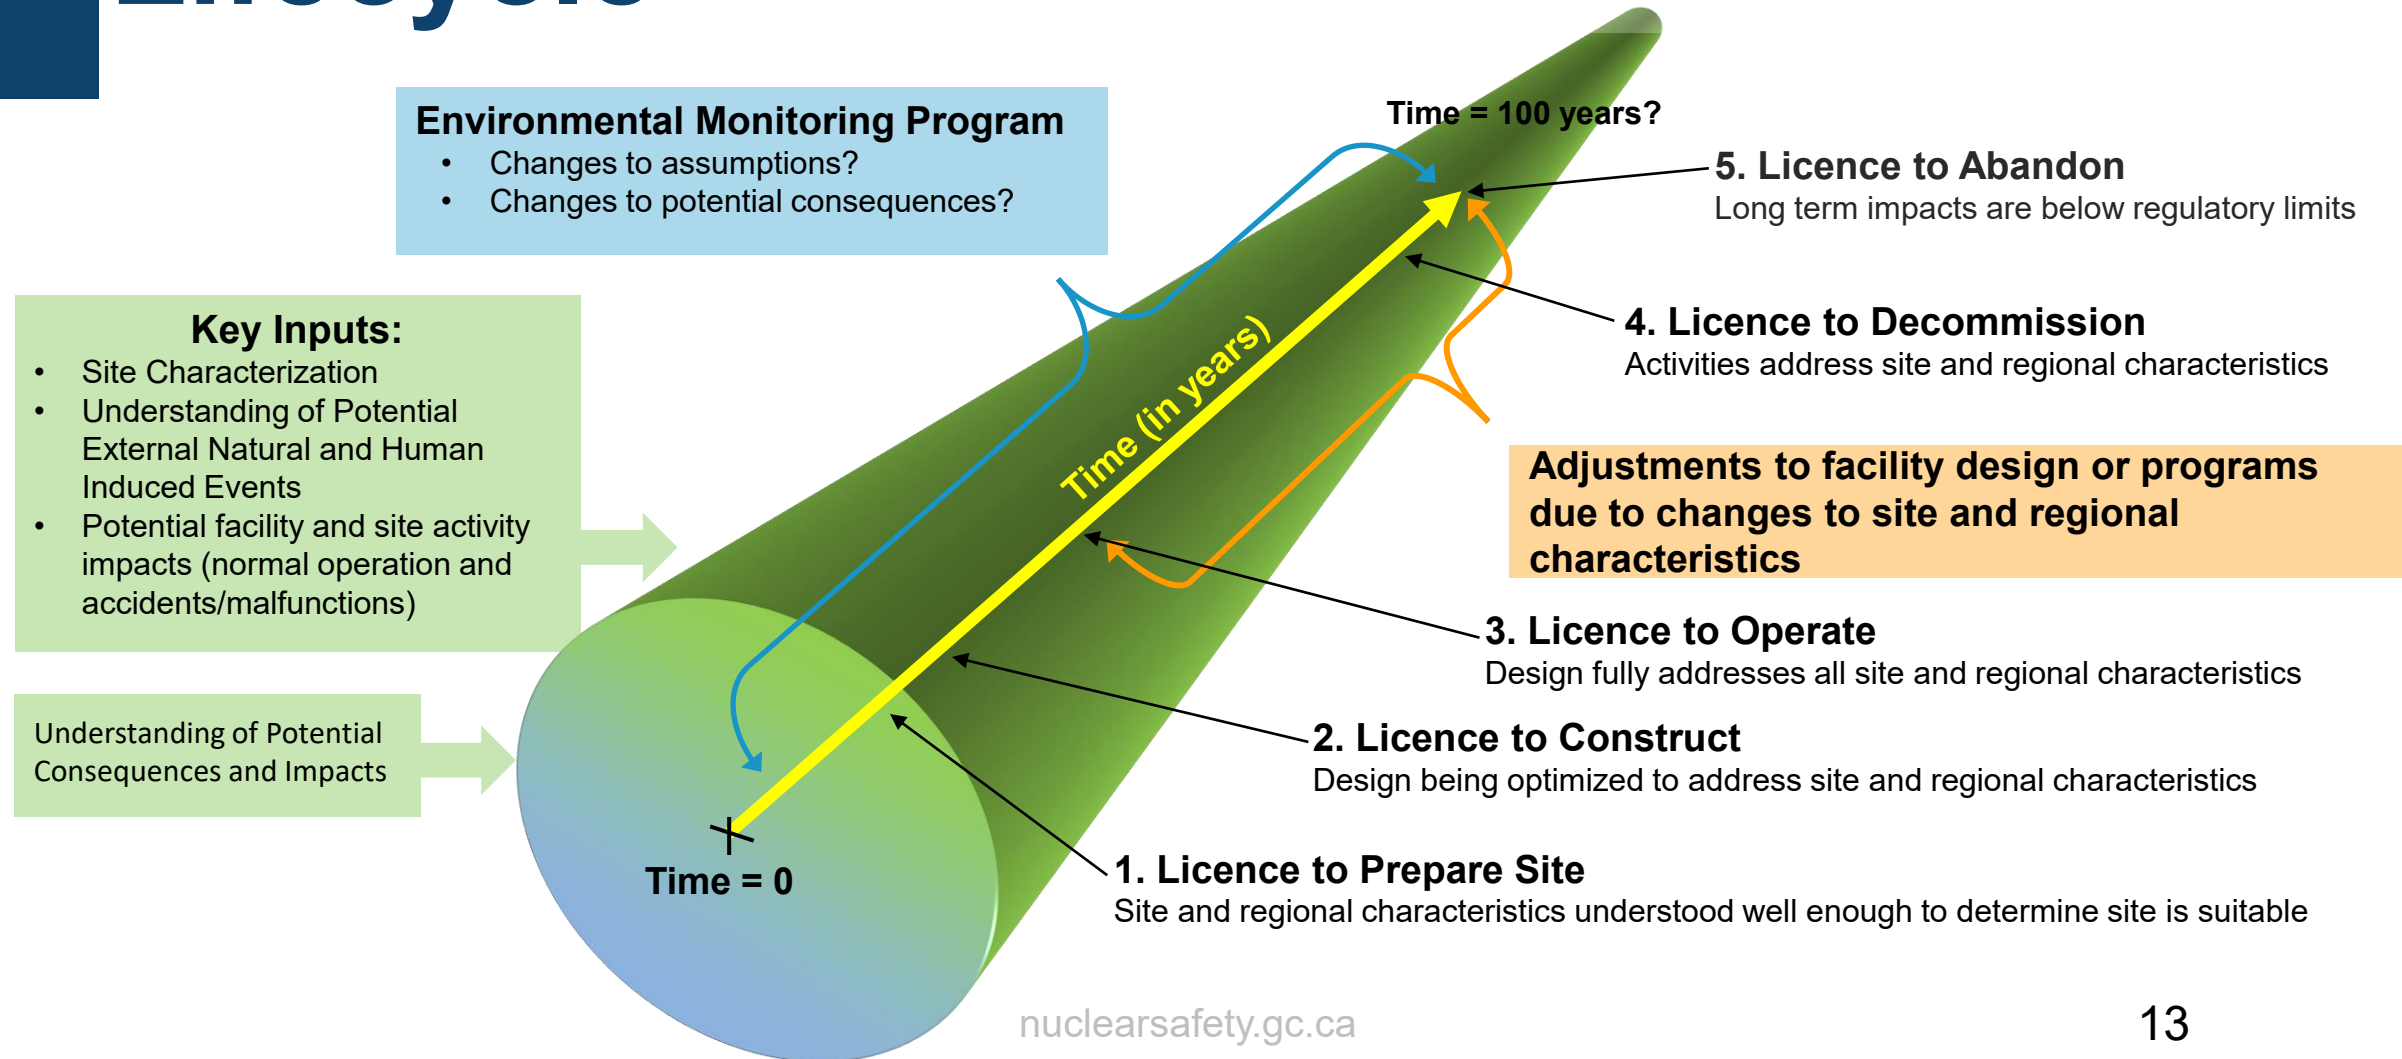 Environmental Monitoring Program
• Changes to assumptions?
• Changes to potential consequences?
Key Inputs:
• Site Characterization
• Understanding of Potential
External Natural and Human
Induced Events
• Potential facility and site activity
impacts (normal operation and
accidents/malfunctions)
Understanding of Potential
Consequences and Impacts
Time = 0
Time (in years)
Time = 100 years?
5. Licence to Abandon
Long term impacts are below regulatory limits
4. Licence to Decommission
Activities address site and regional characteristics
Adjustments to facility design or programs
due to changes to site and regional
characteristics
3. Licence to Operate
Design fully addresses all site and regional characteristics
2. Licence to Construct
Design being optimized to address site and regional characteristics
1. Licence to Prepare Site
Site and regional characteristics understood well enough to determine site is suitable
nuclearsafety.gc.ca
13